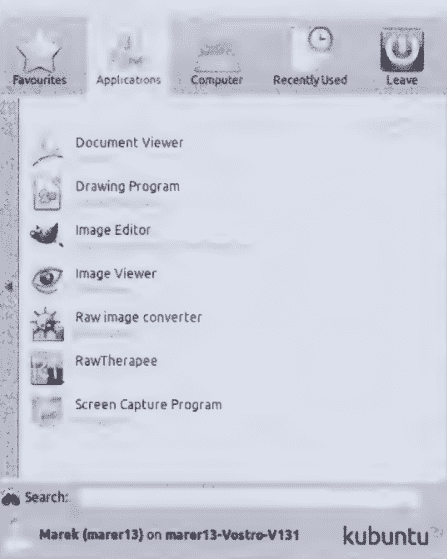 Favourites Applications Computer Recently Used Leave
Document Viewer
Drawing Program
Image Editor
Image Viewer
Raw image converter
RawTherapee
Screen Capture Program
Search:
Marek (marer13) on marer13-Vostro-V131
kubuntu